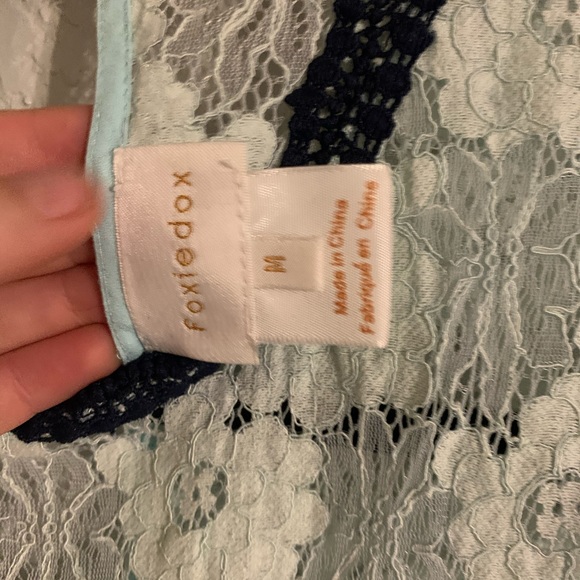 foxiedox
M
Made in China
Fabriqué en Chine